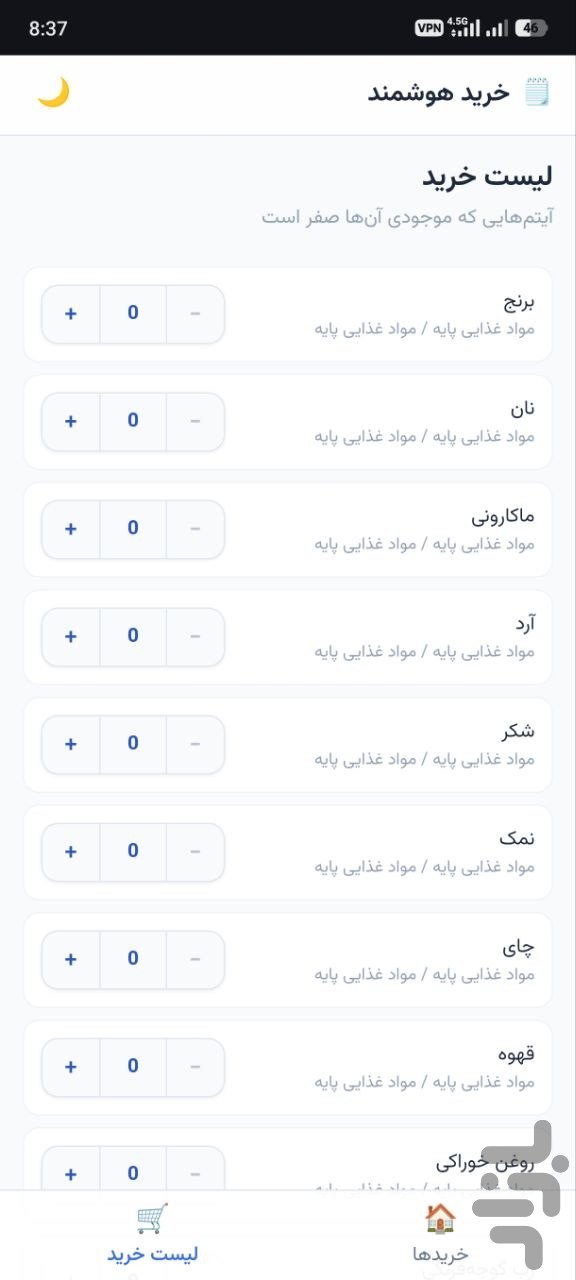 8:37 VPN 4.5G 46
خرید هوشمند
لیست خرید
آیتم‌هایی که موجودی آن‌ها صفر است
برنج
مواد غذایی پایه / مواد غذایی پایه
+ 0 −
نان
مواد غذایی پایه / مواد غذایی پایه
+ 0 −
ماکارونی
مواد غذایی پایه / مواد غذایی پایه
+ 0 −
آرد
مواد غذایی پایه / مواد غذایی پایه
+ 0 −
شکر
مواد غذایی پایه / مواد غذایی پایه
+ 0 −
نمک
مواد غذایی پایه / مواد غذایی پایه
+ 0 −
چای
مواد غذایی پایه / مواد غذایی پایه
+ 0 −
قهوه
مواد غذایی پایه / مواد غذایی پایه
+ 0 −
روغن خوراکی
+ 0 −
خریدها
لیست خرید